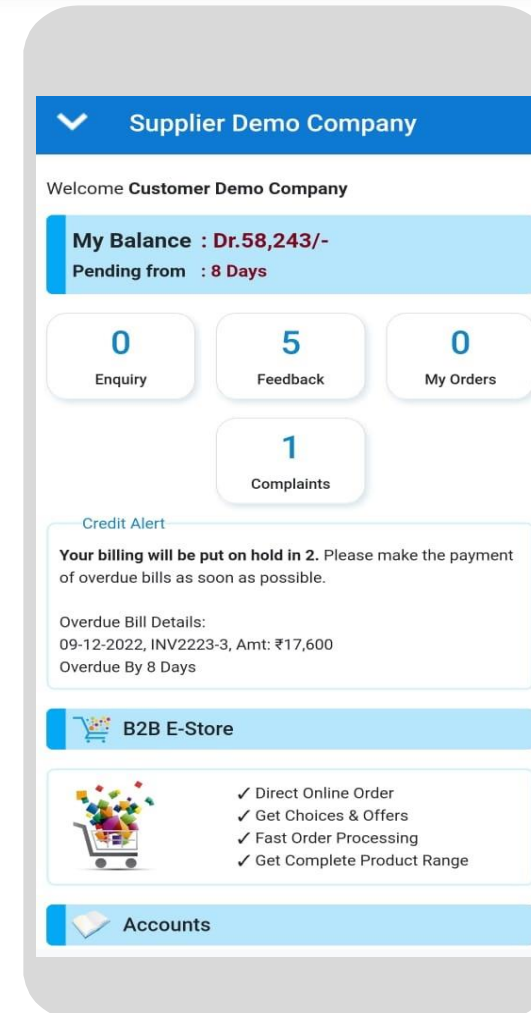 Supplier Demo Company
Welcome Customer Demo Company
My Balance : Dr.58,243/-
Pending from : 8 Days
0
Enquiry
5
Feedback
0
My Orders
1
Complaints
Credit Alert
Your billing will be put on hold in 2. Please make the payment
of overdue bills as soon as possible.
Overdue Bill Details:
09-12-2022, INV2223-3, Amt: ₹17,600
Overdue By 8 Days
B2B E-Store
✓ Direct Online Order
✓ Get Choices & Offers
✓ Fast Order Processing
✓ Get Complete Product Range
Accounts